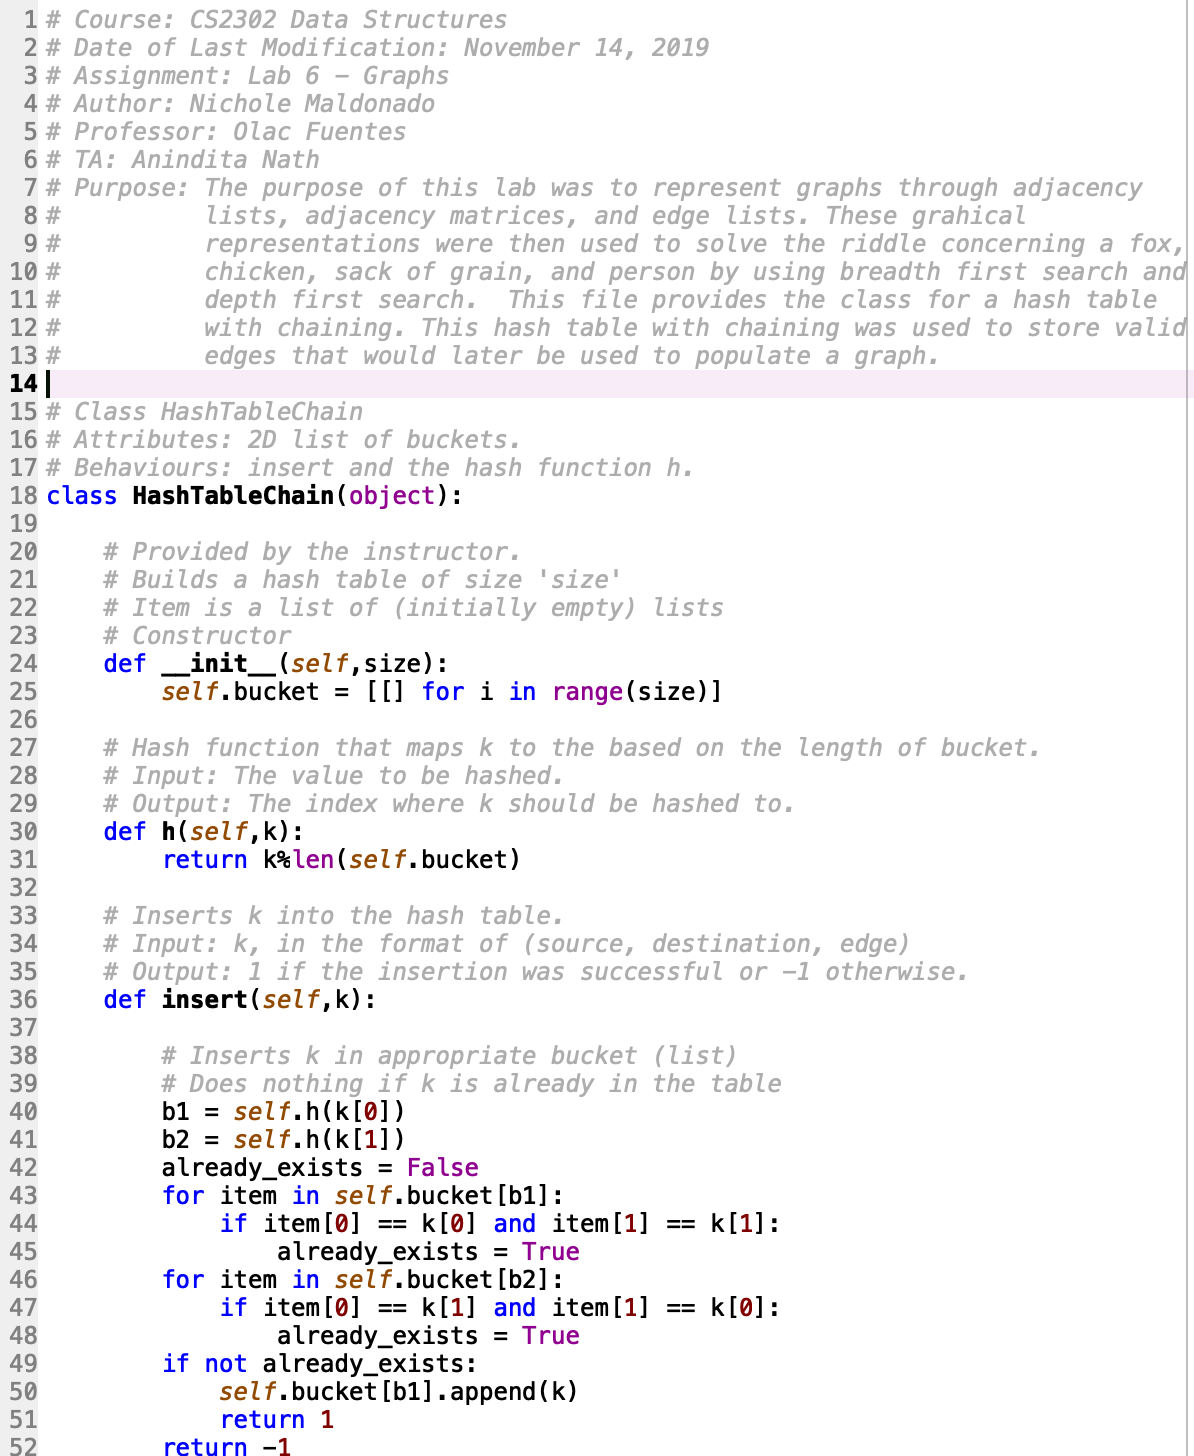 1 # Course: CS2302 Data Structures
2 # Date of Last Modification: November 14, 2019
3 # Assignment: Lab 6 – Graphs
4 # Author: Nichole Maldonado
5 # Professor: Olac Fuentes
6 # TA: Anindita Nath
7 # Purpose: The purpose of this lab was to represent graphs through adjacency
8 #          lists, adjacency matrices, and edge lists. These grahical
9 #          representations were then used to solve the riddle concerning a fox,
10 #          chicken, sack of grain, and person by using breadth first search and
11 #          depth first search.  This file provides the class for a hash table
12 #          with chaining. This hash table with chaining was used to store valid
13 #          edges that would later be used to populate a graph.
14
15 # Class HashTableChain
16 # Attributes: 2D list of buckets.
17 # Behaviours: insert and the hash function h.
18 class HashTableChain(object):
19
20     # Provided by the instructor.
21     # Builds a hash table of size 'size'
22     # Item is a list of (initially empty) lists
23     # Constructor
24     def __init__(self,size):
25         self.bucket = [[] for i in range(size)]
26
27     # Hash function that maps k to the based on the length of bucket.
28     # Input: The value to be hashed.
29     # Output: The index where k should be hashed to.
30     def h(self,k):
31         return k%len(self.bucket)
32
33     # Inserts k into the hash table.
34     # Input: k, in the format of (source, destination, edge)
35     # Output: 1 if the insertion was successful or -1 otherwise.
36     def insert(self,k):
37
38         # Inserts k in appropriate bucket (list)
39         # Does nothing if k is already in the table
40         b1 = self.h(k[0])
41         b2 = self.h(k[1])
42         already_exists = False
43         for item in self.bucket[b1]:
44             if item[0] == k[0] and item[1] == k[1]:
45                 already_exists = True
46         for item in self.bucket[b2]:
47             if item[0] == k[1] and item[1] == k[0]:
48                 already_exists = True
49         if not already_exists:
50             self.bucket[b1].append(k)
51             return 1
52         return -1